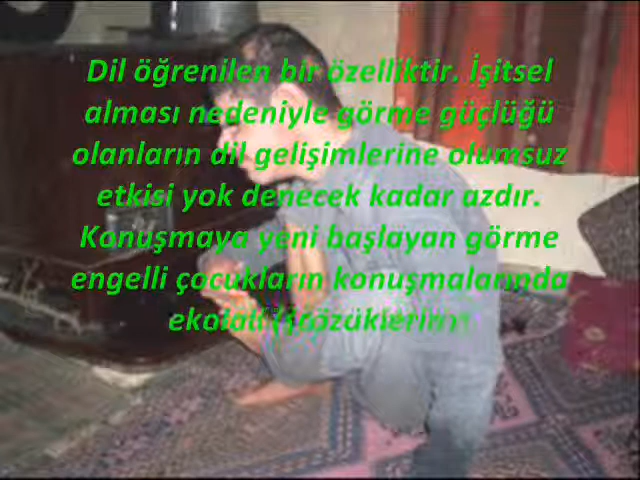 Dil öğrenilen bir özelliktir. İşitsel
alması nedeniyle görme güçlüğü
olanların dil gelişimlerine olumsuz
etkisi yok denecek kadar azdır.
Konuşmaya yeni başlayan görme
engelli çocukların konuşmalarında